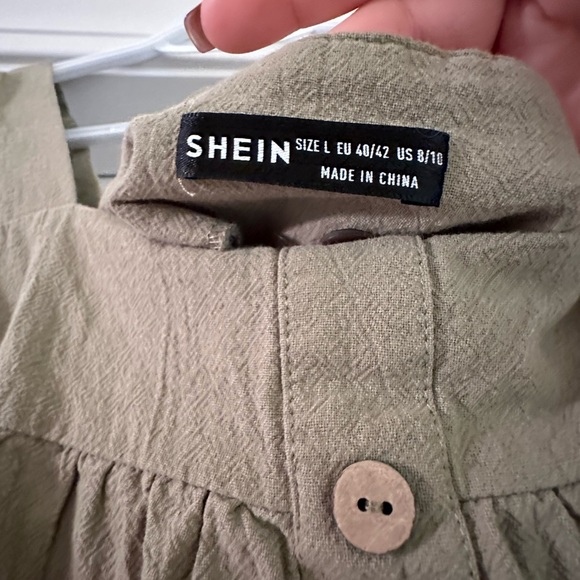 SHEIN SIZE L EU 40/42 US 8/10
MADE IN CHINA